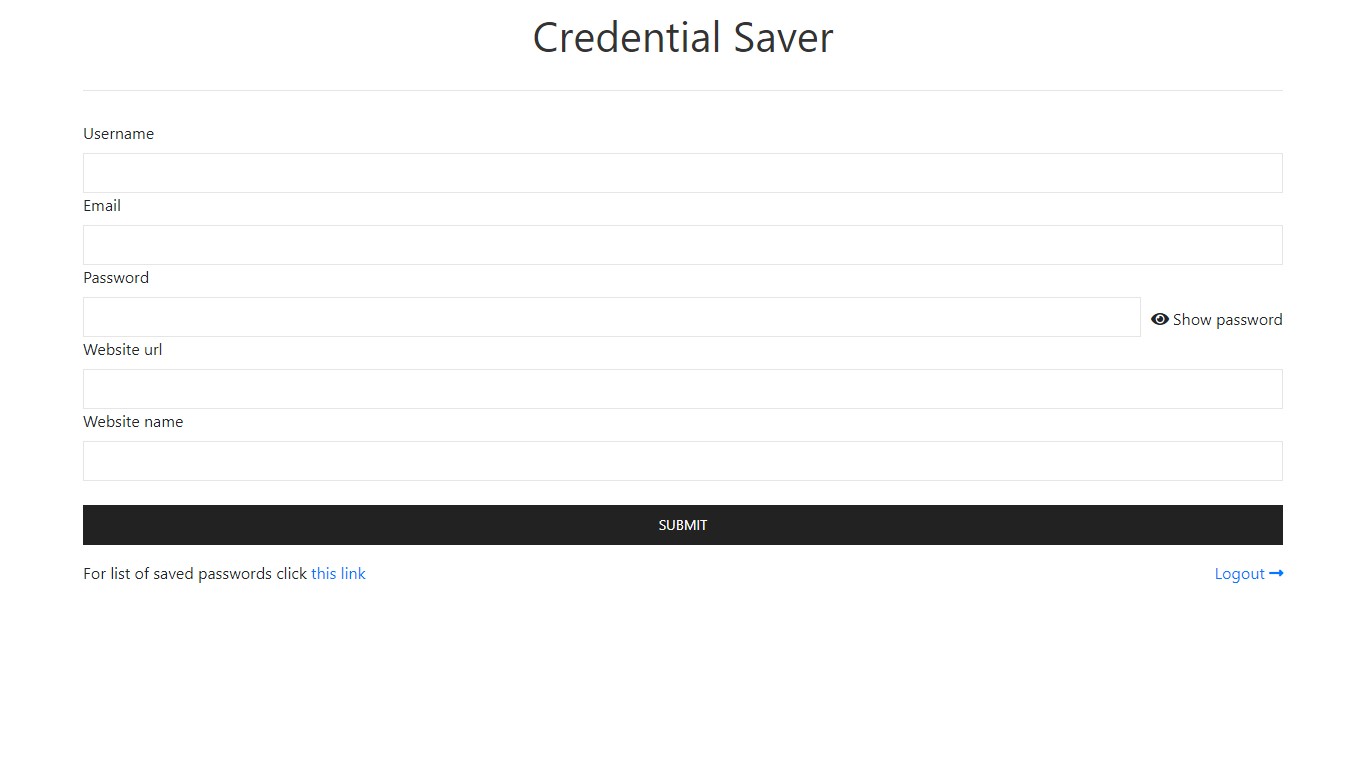 Credential Saver
Username
Email
Password
Show password
Website url
Website name
SUBMIT
For list of saved passwords click this link
Logout